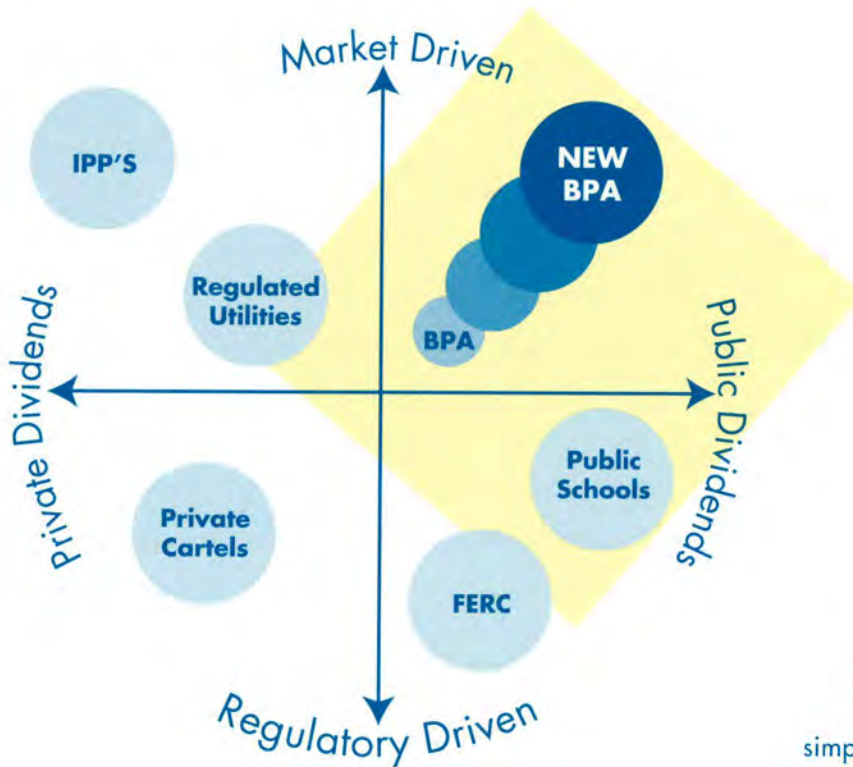 Market Driven
IPP'S
NEW
BPA
Regulated
Utilities
BPA
Private Dividends
Public Dividends
Public
Schools
Private
Cartels
FERC
Regulatory Driven
simp